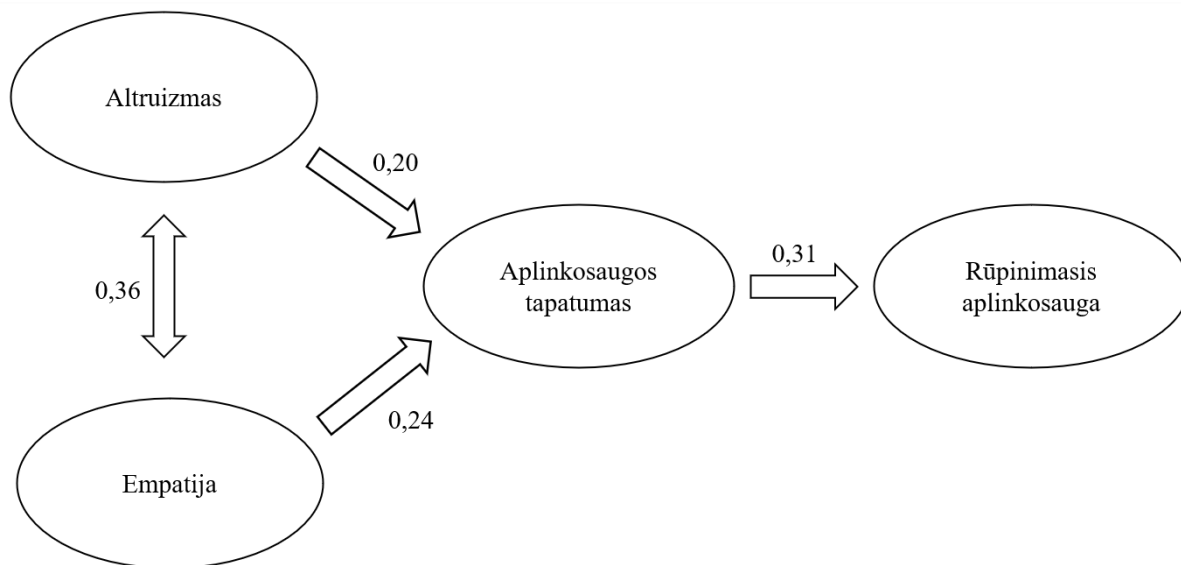 Altruizmas
0,20
0,36
Aplinkosaugos
tapatumas
0,31
Rūpinimasis
aplinkosauga
0,24
Empatija